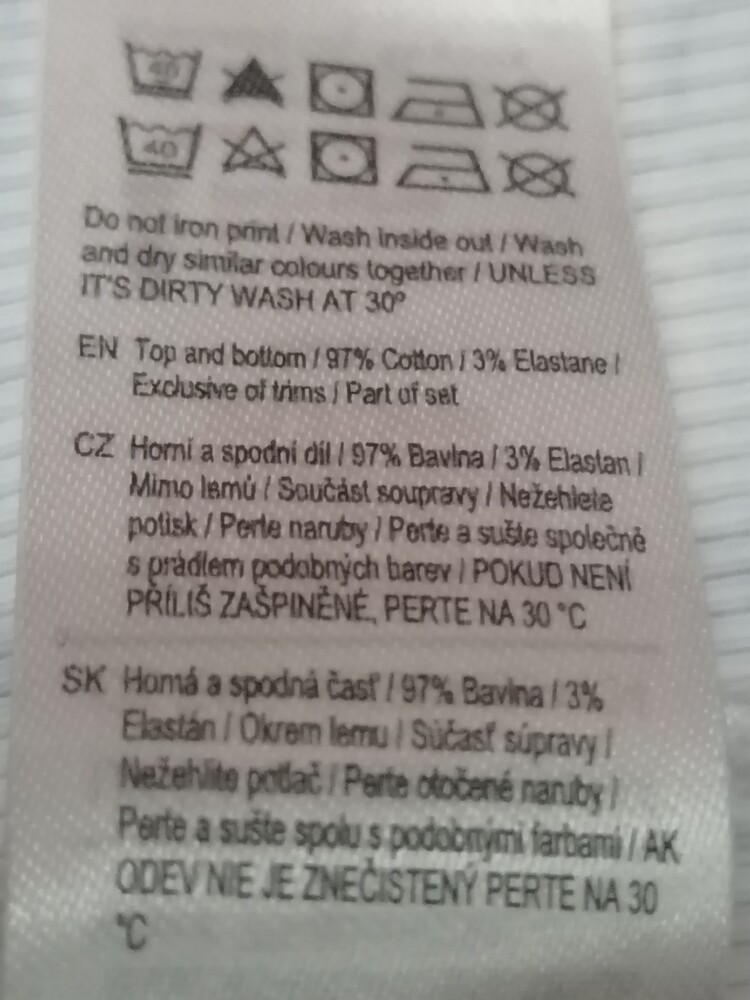 40
40
Do not iron print / Wash inside out / Wash
and dry similar colours together / UNLESS
IT'S DIRTY WASH AT 30°
EN Top and bottom / 97% Cotton / 3% Elastane /
Exclusive of trims / Part of set
CZ Horní a spodní díl / 97% Bavlna / 3% Elastan /
Mimo lemů / Součást soupravy / Nežehlete
potisk / Perte naruby / Perte a sušte společně
s prádlem podobných barev / POKUD NENÍ
PŘÍLIŠ ZAŠPINĚNÉ, PERTE NA 30 °C
SK Horná a spodná časť / 97% Bavlna / 3%
Elastán / Okrem lemu / Súčasť súpravy /
Nežehlite potlač / Perte otočené naruby /
Perte a sušte spolu s podobnými farbami / AK
ODEV NIE JE ZNEČISTENÝ PERTE NA 30
°C